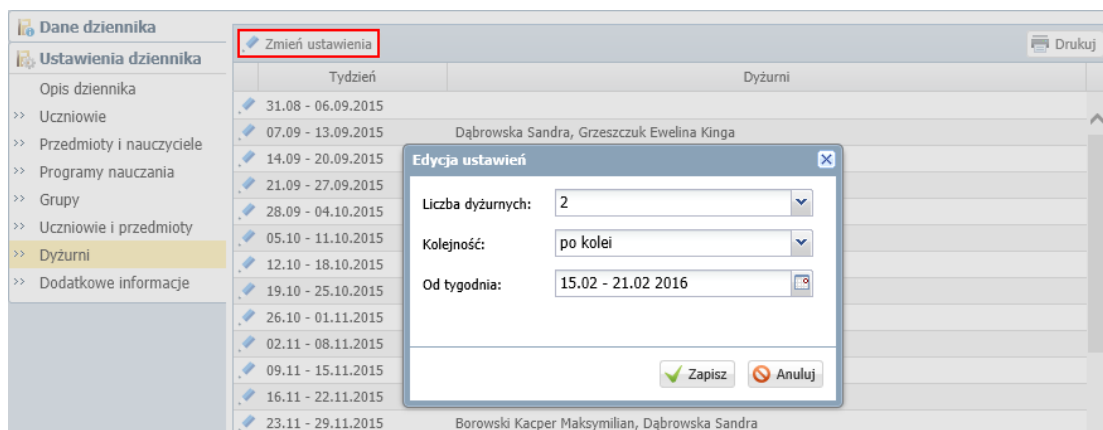 Dane dziennika
Ustawienia dziennika
Opis dziennika
>> Uczniowie
>> Przedmioty i nauczyciele
>> Programy nauczania
>> Grupy
>> Uczniowie i przedmioty
>> Dyżurni
>> Dodatkowe informacje
Zmień ustawienia Drukuj
Tydzień Dyżurni
31.08 - 06.09.2015
07.09 - 13.09.2015 Dąbrowska Sandra, Grzeszczuk Ewelina Kinga
14.09 - 20.09.2015
21.09 - 27.09.2015
28.09 - 04.10.2015
05.10 - 11.10.2015
12.10 - 18.10.2015
19.10 - 25.10.2015
26.10 - 01.11.2015
02.11 - 08.11.2015
09.11 - 15.11.2015
16.11 - 22.11.2015
23.11 - 29.11.2015 Borowski Kacper Maksymilian, Dąbrowska Sandra
Edycja ustawień
Liczba dyżurnych: 2
Kolejność: po kolei
Od tygodnia: 15.02 - 21.02 2016
Zapisz Anuluj